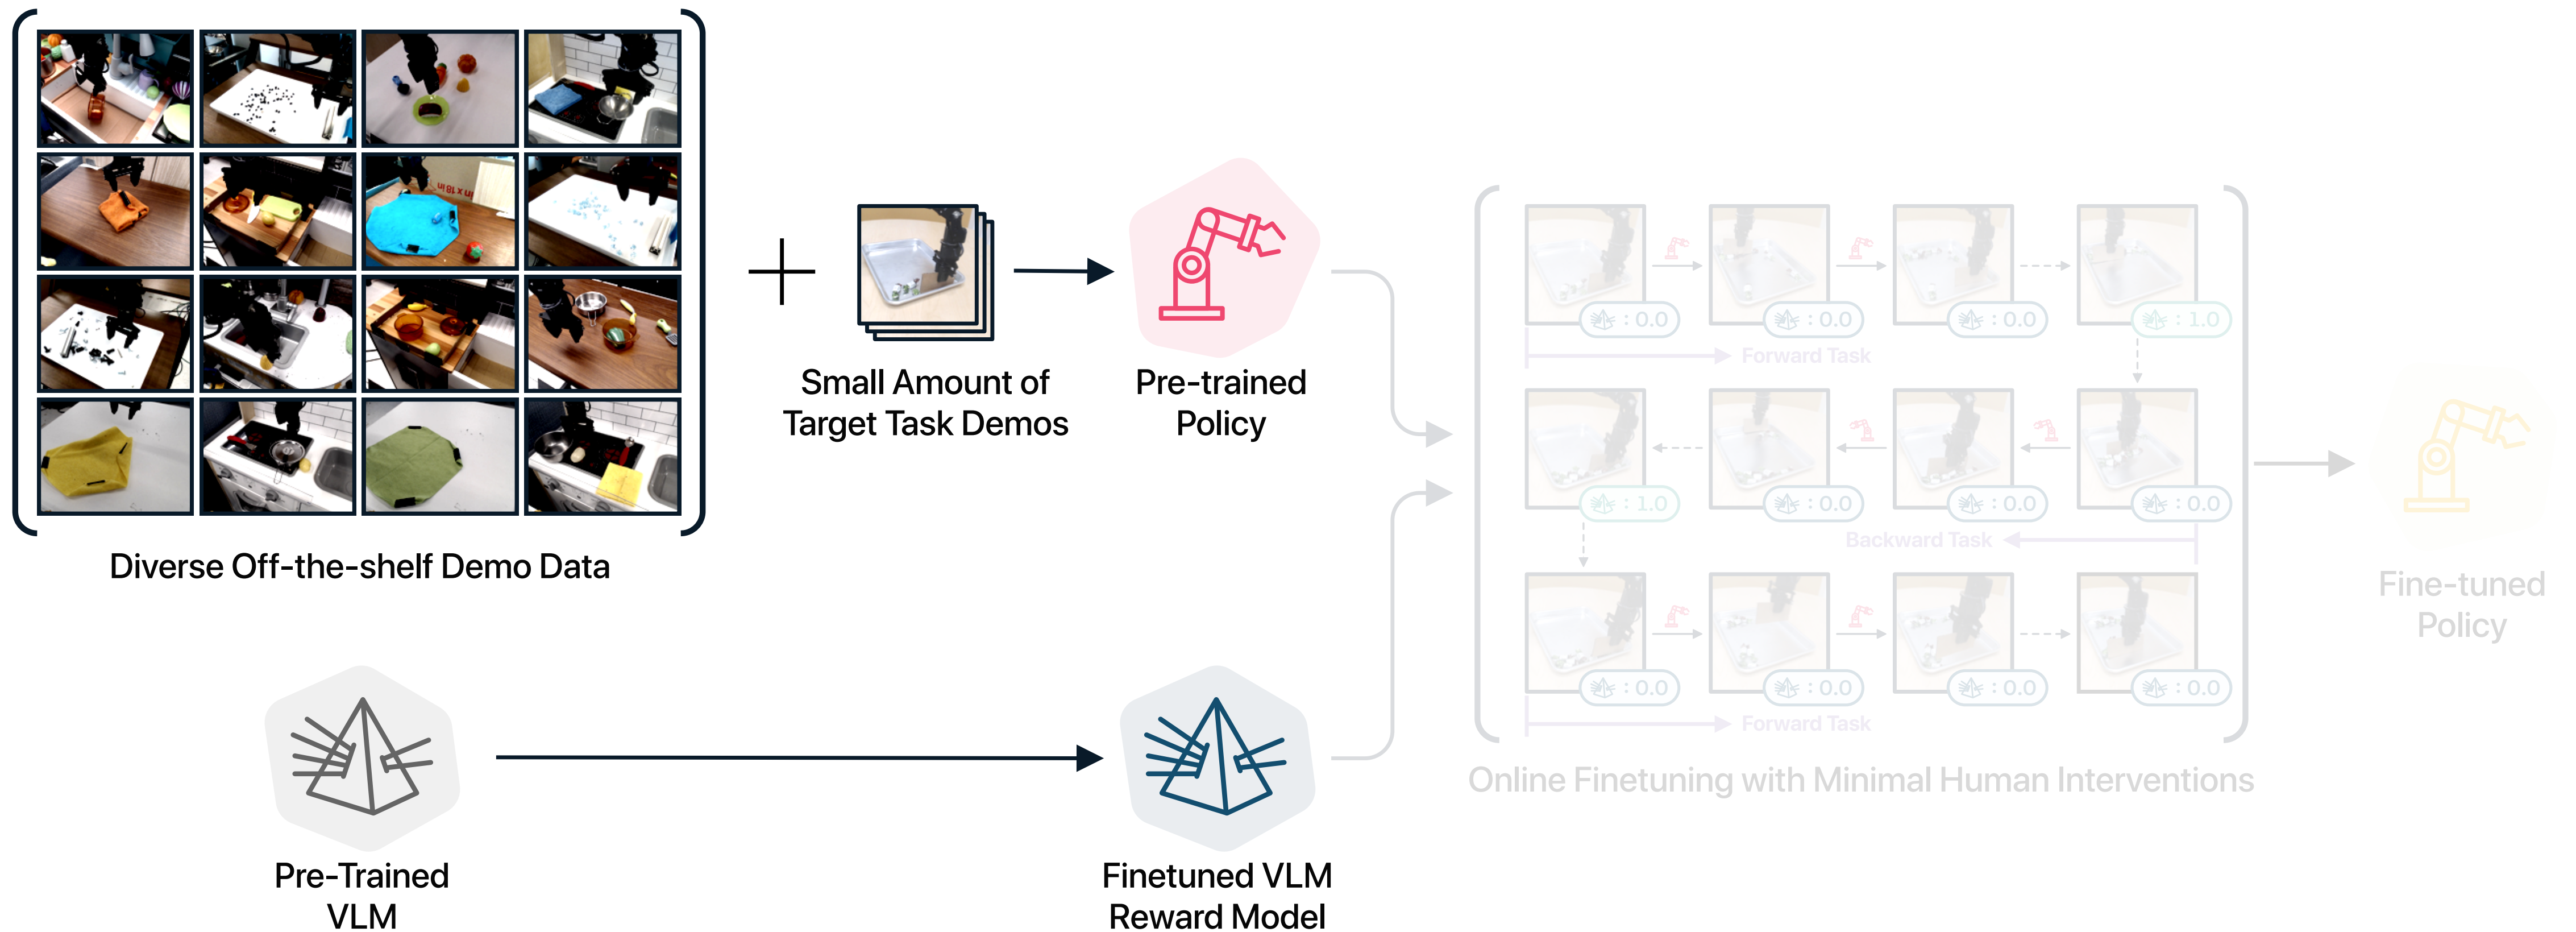 Diverse Off-the-shelf Demo Data
Small Amount of
Target Task Demos
Pre-trained
Policy
Pre-Trained
VLM
Finetuned VLM
Reward Model
: 0.0
: 0.0
: 0.0
: 1.0
Forward Task
: 1.0
: 0.0
: 0.0
: 0.0
Backward Task
: 0.0
: 0.0
: 0.0
: 0.0
Forward Task
Online Finetuning with Minimal Human Interventions
Fine-tuned
Policy